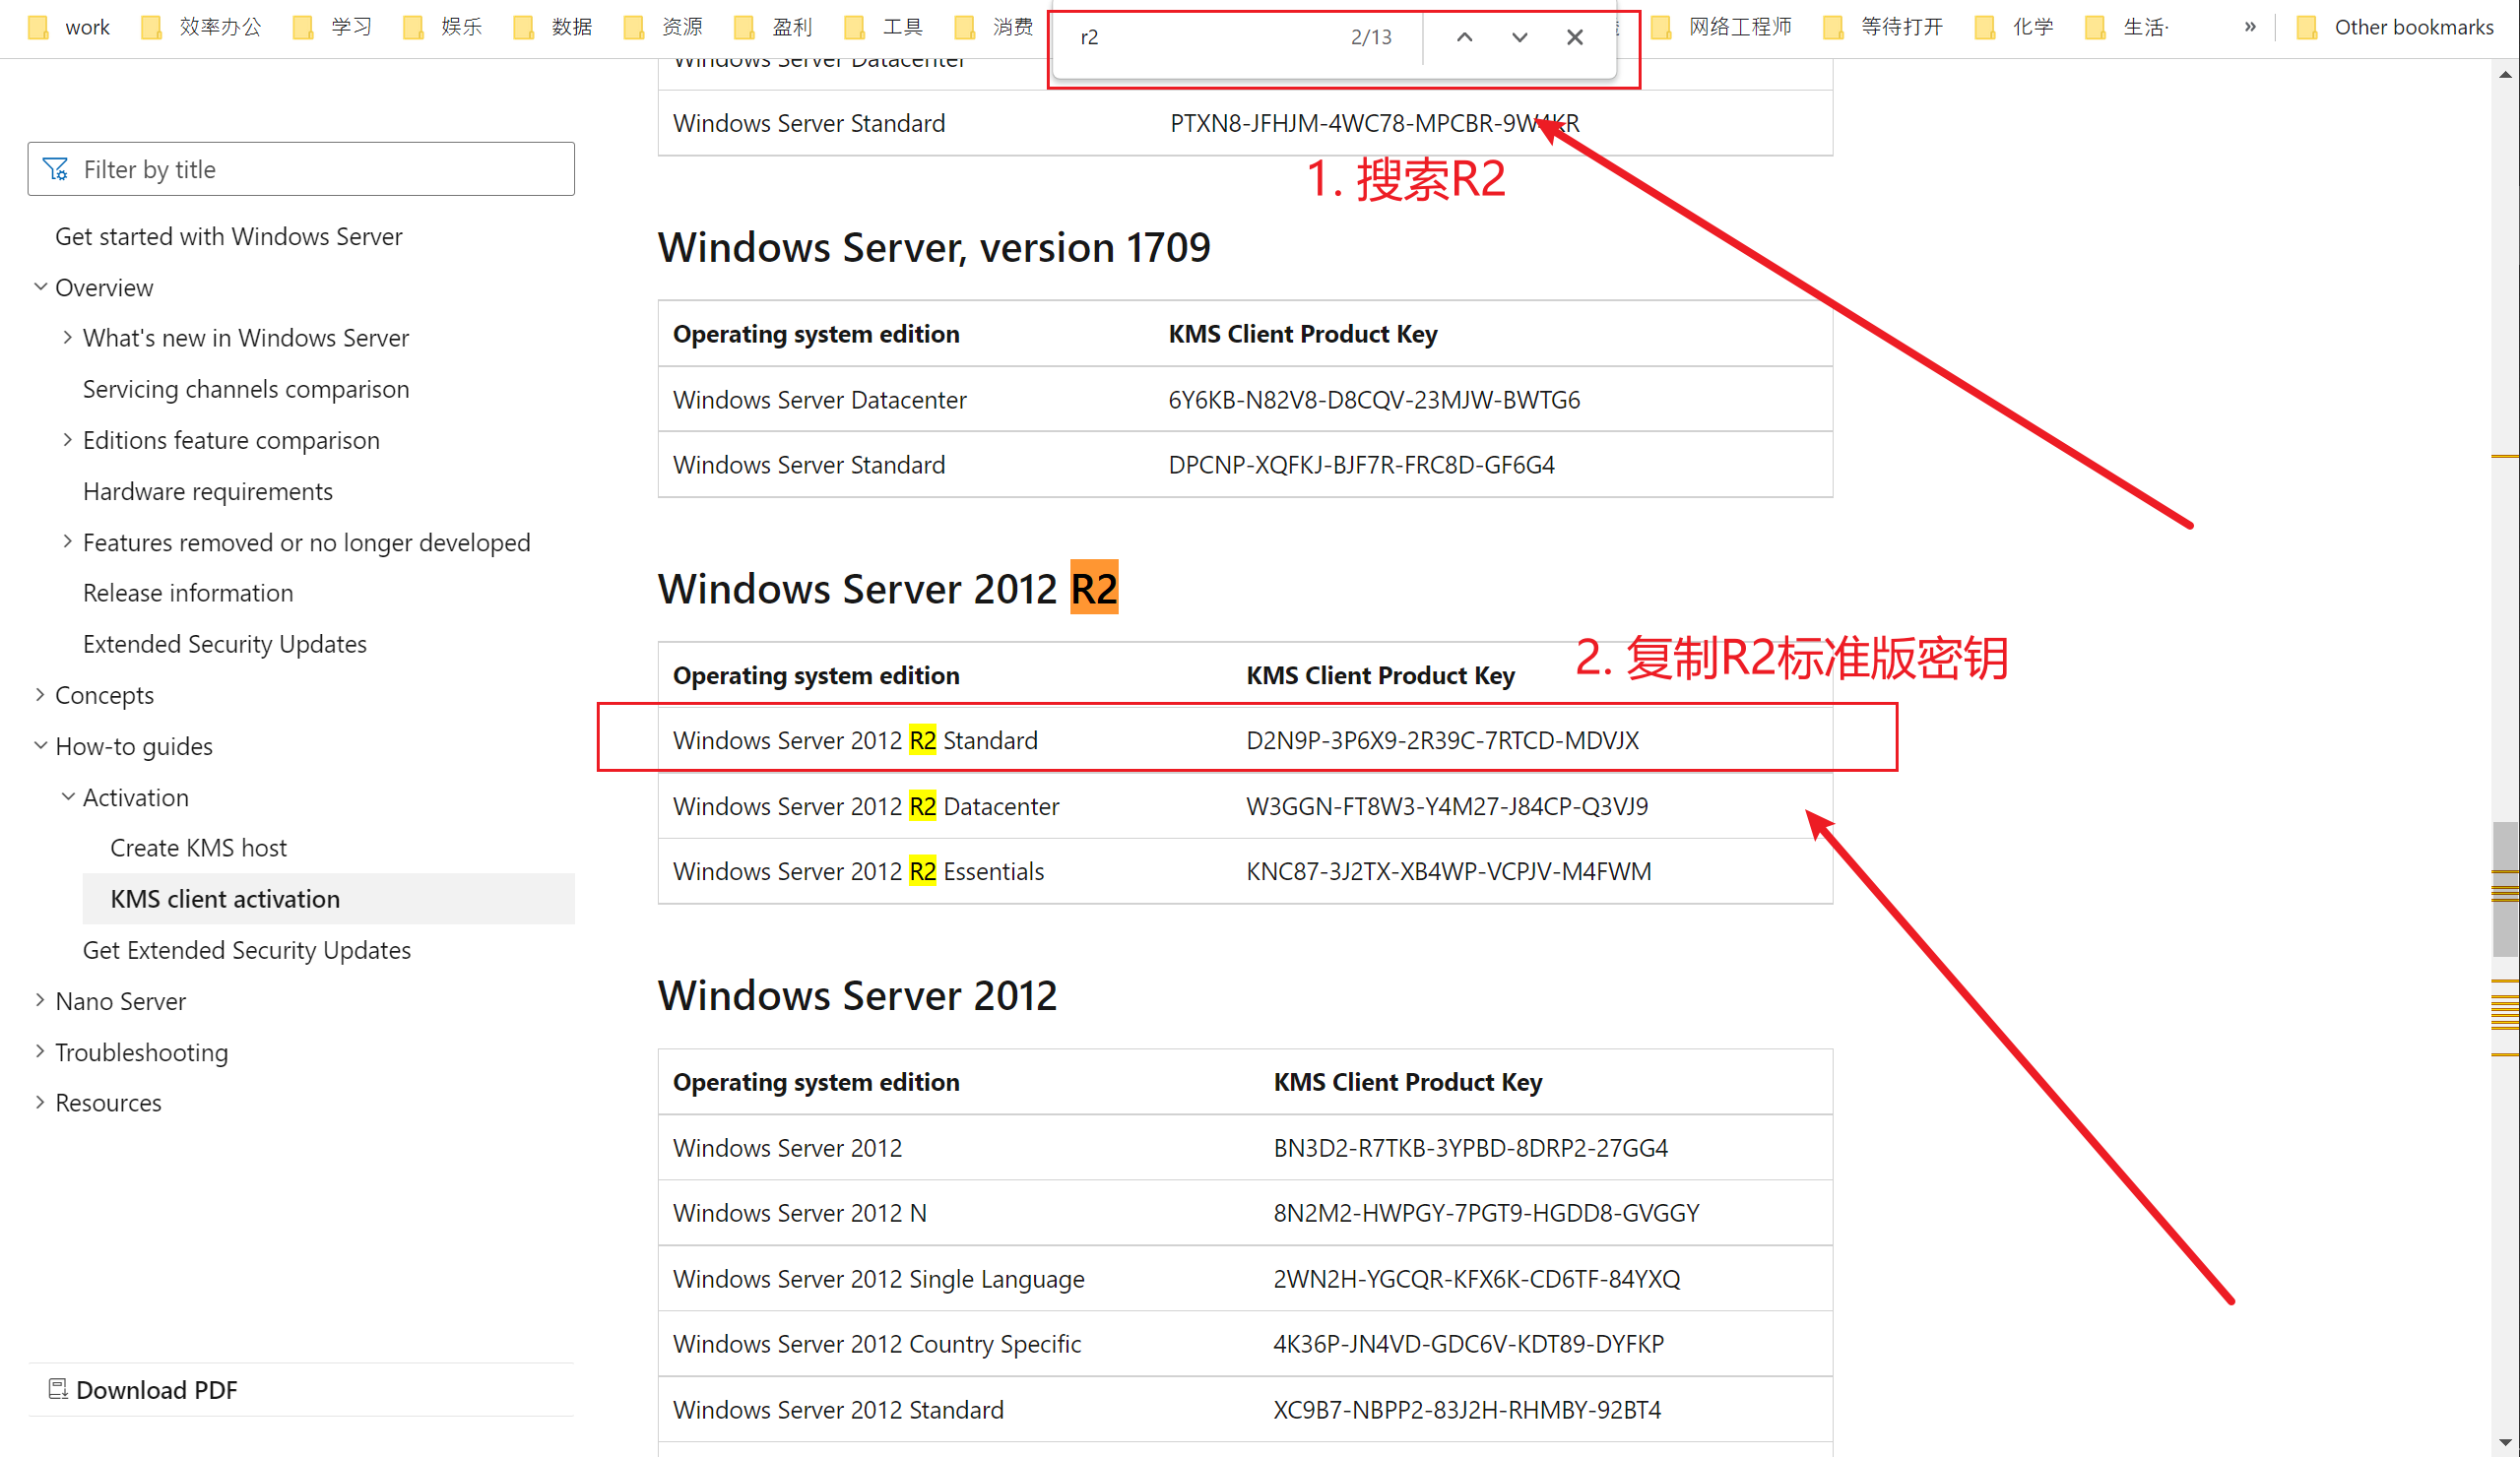 work 效率办公 学习 娱乐 数据 资源 盈利 工具 消费 网络工程师 等待打开 化学 生活· » Other bookmarks
r2 2/13
Filter by title
Get started with Windows Server
Overview
What's new in Windows Server
Servicing channels comparison
Editions feature comparison
Hardware requirements
Features removed or no longer developed
Release information
Extended Security Updates
Concepts
How-to guides
Activation
Create KMS host
KMS client activation
Get Extended Security Updates
Nano Server
Troubleshooting
Resources
Download PDF
Windows Server Datacenter
Windows Server Standard PTXN8-JFHJM-4WC78-MPCBR-9W4KR
1. 搜索R2
Windows Server, version 1709
Operating system edition KMS Client Product Key
Windows Server Datacenter 6Y6KB-N82V8-D8CQV-23MJW-BWTG6
Windows Server Standard DPCNP-XQFKJ-BJF7R-FRC8D-GF6G4
Windows Server 2012 R2
2. 复制R2标准版密钥
Operating system edition KMS Client Product Key
Windows Server 2012 R2 Standard D2N9P-3P6X9-2R39C-7RTCD-MDVJX
Windows Server 2012 R2 Datacenter W3GGN-FT8W3-Y4M27-J84CP-Q3VJ9
Windows Server 2012 R2 Essentials KNC87-3J2TX-XB4WP-VCPJV-M4FWM
Windows Server 2012
Operating system edition KMS Client Product Key
Windows Server 2012 BN3D2-R7TKB-3YPBD-8DRP2-27GG4
Windows Server 2012 N 8N2M2-HWPGY-7PGT9-HGDD8-GVGGY
Windows Server 2012 Single Language 2WN2H-YGCQR-KFX6K-CD6TF-84YXQ
Windows Server 2012 Country Specific 4K36P-JN4VD-GDC6V-KDT89-DYFKP
Windows Server 2012 Standard XC9B7-NBPP2-83J2H-RHMBY-92BT4